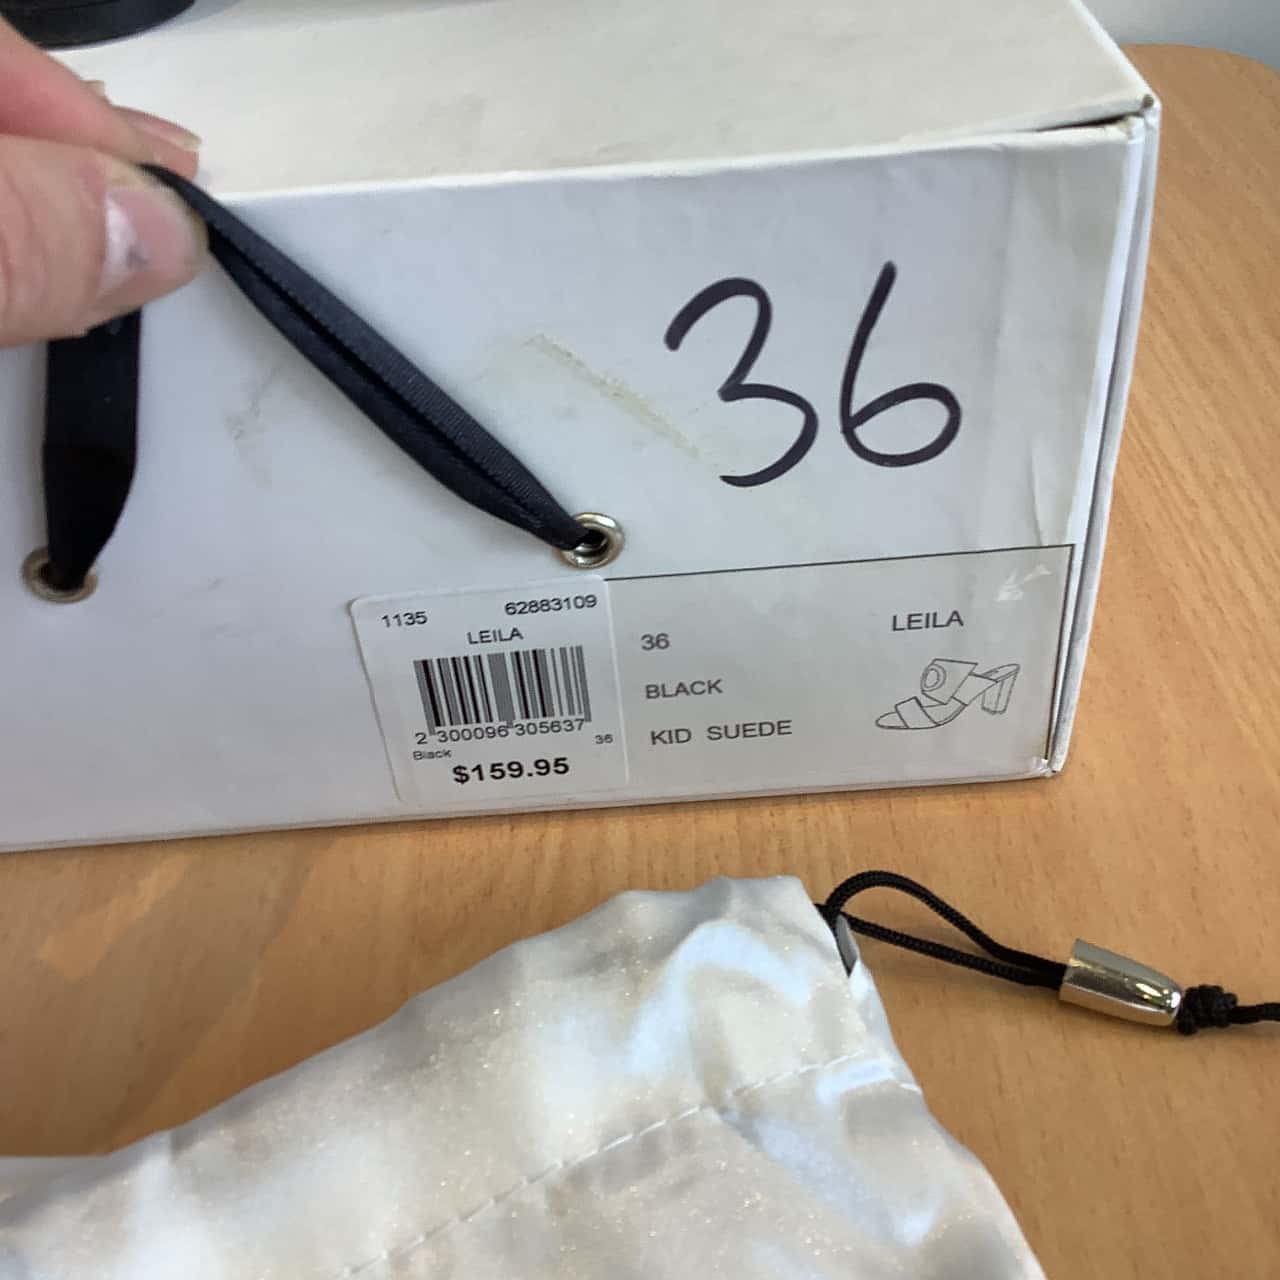 36
1135 62883109
LEILA
2 300096 305637
Black 36
$159.95
36 LEILA
BLACK
KID SUEDE